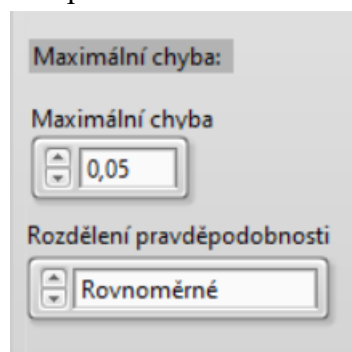 Maximální chyba:
Maximální chyba
0,05
Rozdělení pravděpodobnosti
Rovnoměrné